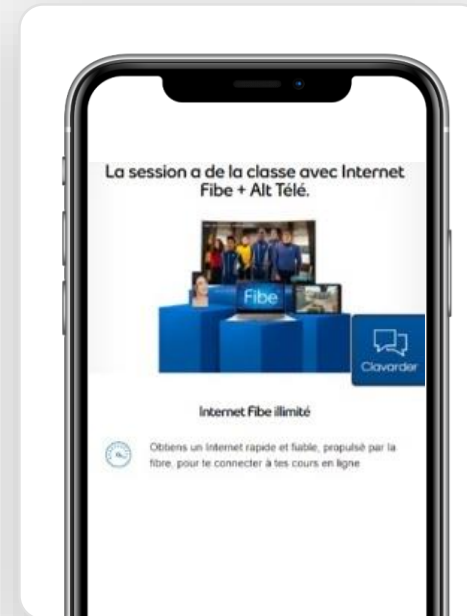 La session a de la classe avec Internet
Fibe + Alt Télé.
Fibe
Clavarder
Internet Fibe illimité
Obtiens un Internet rapide et fiable, propulsé par la
fibre, pour te connecter à tes cours en ligne